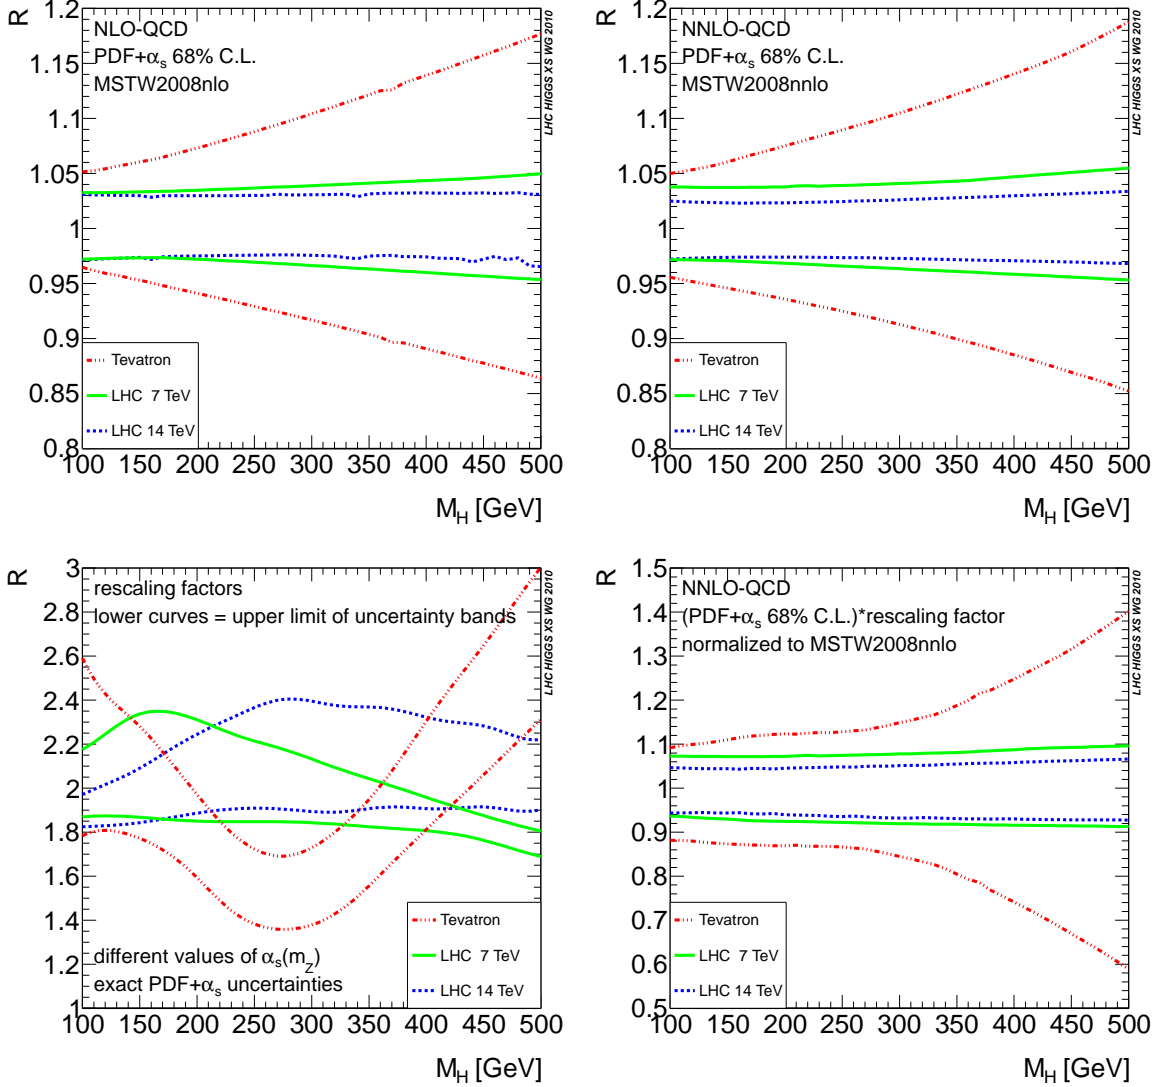 R
1.2
1.15
1.1
1.05
1
0.95
0.9
0.85
0.8
NLO-QCD
PDF+αs 68% C.L.
MSTW2008nlo
LHC HIGGS XS WG 2010
Tevatron
LHC 7 TeV
LHC 14 TeV
100 150 200 250 300 350 400 450 500
MH [GeV]
R
1.2
1.15
1.1
1.05
1
0.95
0.9
0.85
0.8
NNLO-QCD
PDF+αs 68% C.L.
MSTW2008nnlo
LHC HIGGS XS WG 2010
Tevatron
LHC 7 TeV
LHC 14 TeV
100 150 200 250 300 350 400 450 500
MH [GeV]
R
3
2.8
2.6
2.4
2.2
2
1.8
1.6
1.4
1.2
1
rescaling factors
lower curves = upper limit of uncertainty bands
LHC HIGGS XS WG 2010
different values of αs(mZ)
exact PDF+αs uncertainties
Tevatron
LHC 7 TeV
LHC 14 TeV
100 150 200 250 300 350 400 450 500
MH [GeV]
R
1.5
1.4
1.3
1.2
1.1
1
0.9
0.8
0.7
0.6
0.5
NNLO-QCD
(PDF+αs 68% C.L.)*rescaling factor
normalized to MSTW2008nnlo
LHC HIGGS XS WG 2010
Tevatron
LHC 7 TeV
LHC 14 TeV
100 150 200 250 300 350 400 450 500
MH [GeV]